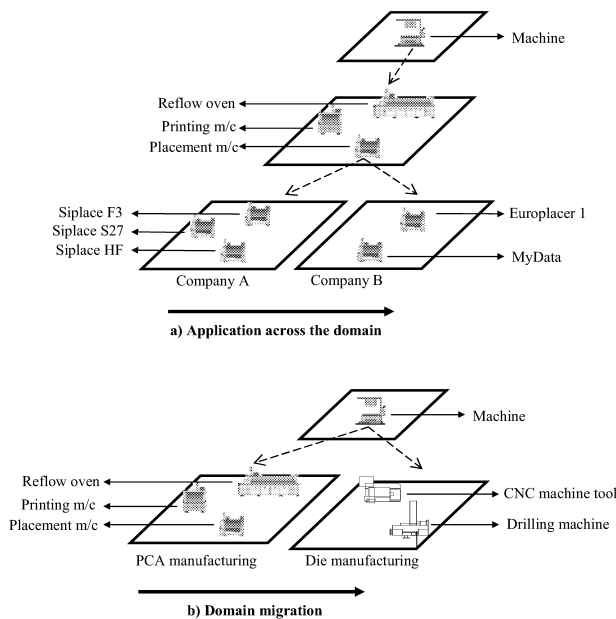 Machine
Reflow oven
Printing m/c
Placement m/c
Siplace F3
Siplace S27
Siplace HF
Europlacer 1
MyData
Company A
Company B
a) Application across the domain
Machine
Reflow oven
Printing m/c
Placement m/c
CNC machine tool
Drilling machine
PCA manufacturing
Die manufacturing
b) Domain migration